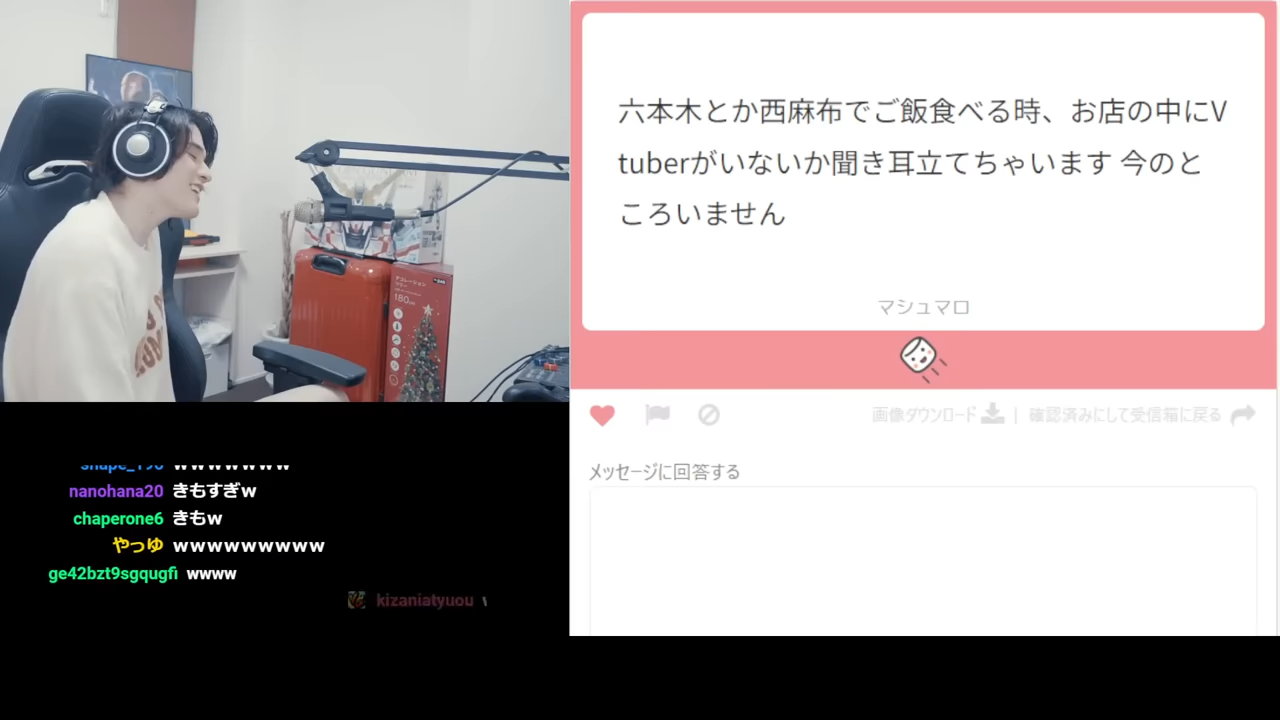 六本木とか西麻布でご飯食べる時、お店の中にV
tuberがいないか聞き耳立てちゃいます 今のと
ころいません
マシュマロ
画像ダウンロード | 確認済みにして受信箱に戻る
メッセージに回答する
180cm
wwwwwww
nanohana20 きもすぎw
chaperone6 きもw
やっゆ wwwwwwwww
ge42bzt9sgqugfi wwww
kizaniatyuou